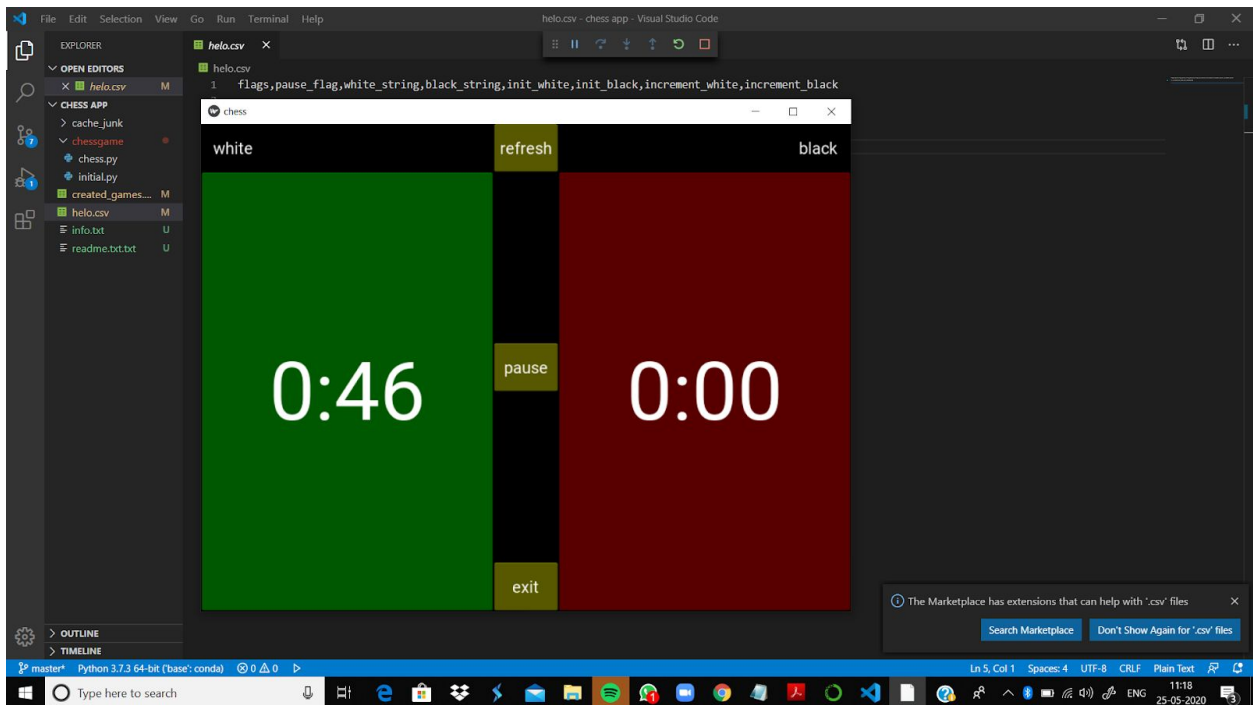 File Edit Selection View Go Run Terminal Help
helo.csv - chess app - Visual Studio Code
EXPLORER
helo.csv
OPEN EDITORS
helo.csv M
CHESS APP
cache_junk
chessgame
chess.py
initial.py
created_games.... M
helo.csv M
info.txt U
readme.txt.txt U
OUTLINE
TIMELINE
7
1
helo.csv
1 flags,pause_flag,white_string,black_string,init_white,init_black,increment_white,increment_black
chess
white refresh black
0:46 pause 0:00
exit
The Marketplace has extensions that can help with '.csv' files
Search Marketplace Don't Show Again for '.csv' files
master* Python 3.7.3 64-bit ('base': conda) 0 0 Ln 5, Col 1 Spaces: 4 UTF-8 CRLF Plain Text
Type here to search
ENG
11:18
25-05-2020
3